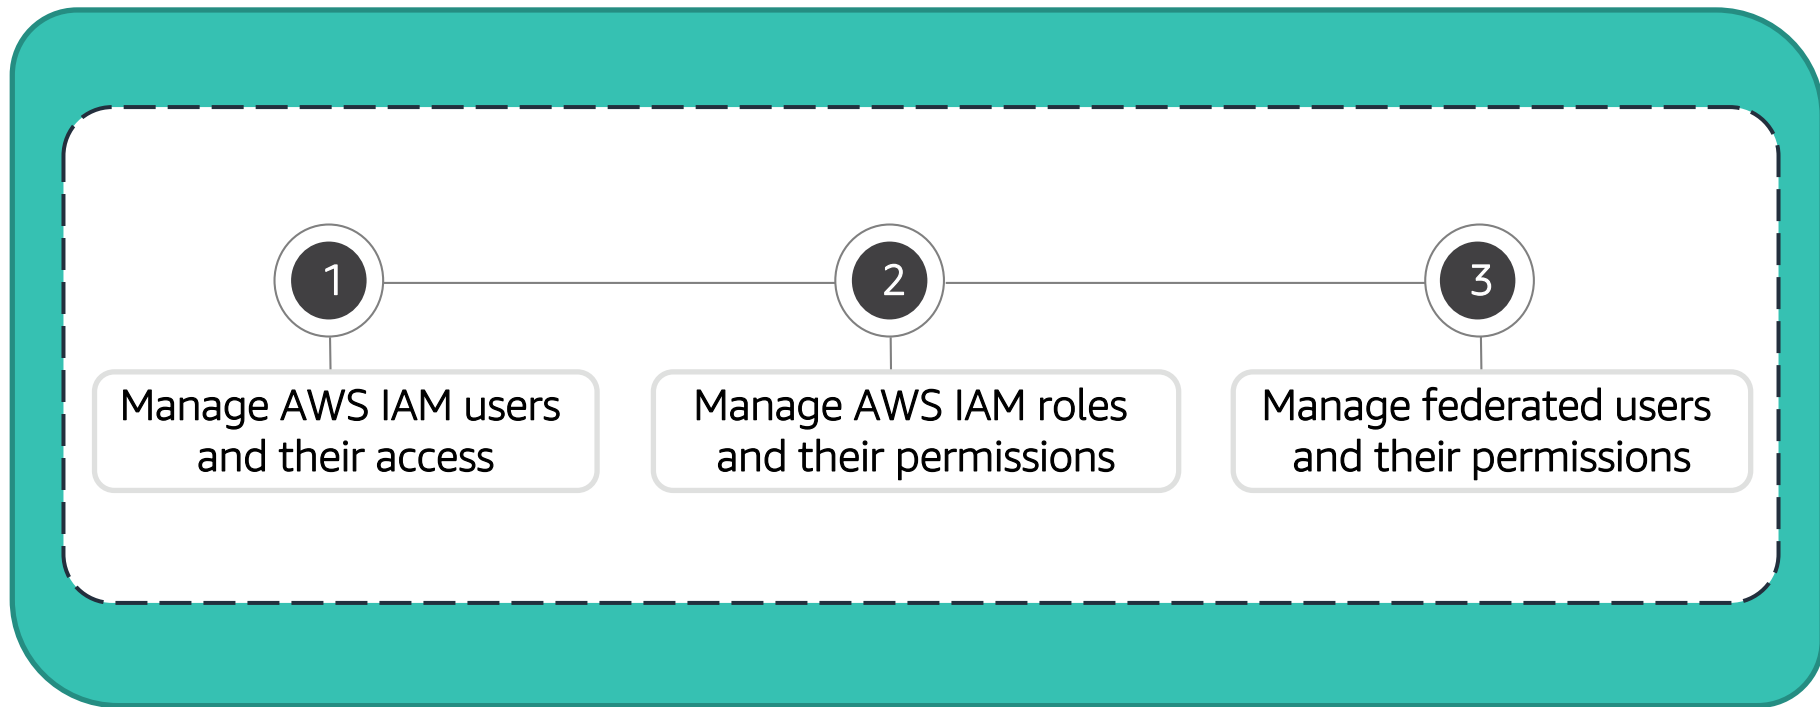 1
2
3
Manage AWS IAM users
and their access
Manage AWS IAM roles
and their permissions
Manage federated users
and their permissions